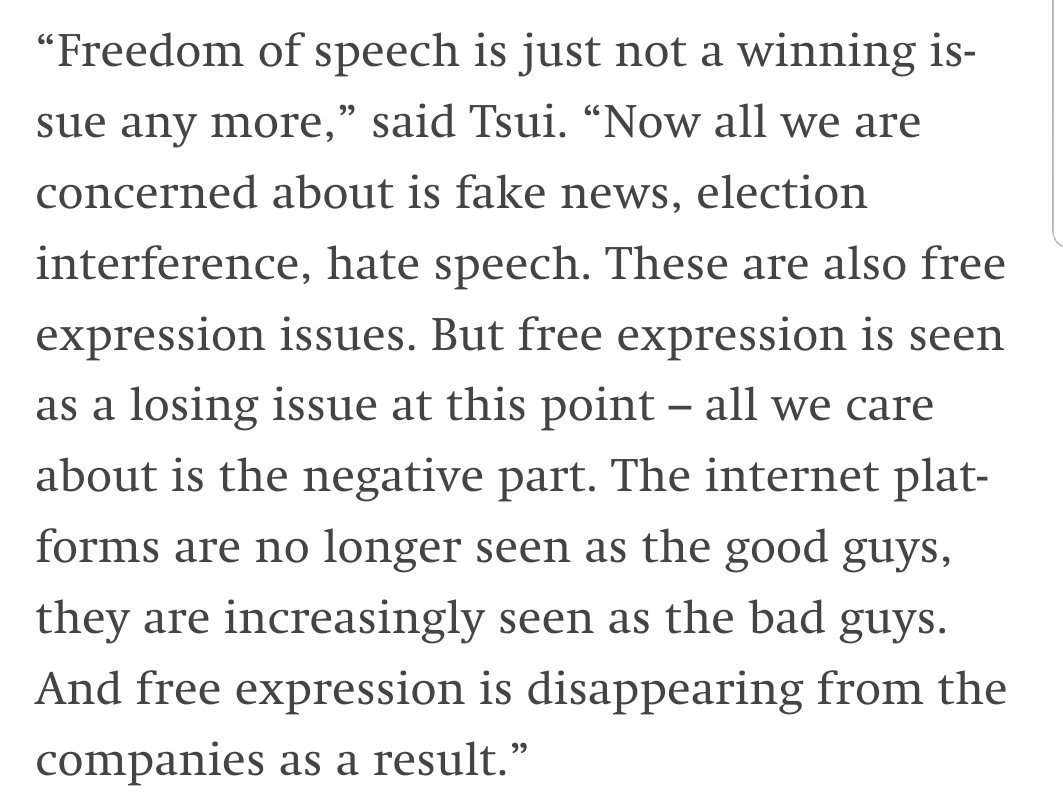 “Freedom of speech is just not a winning is-
sue any more,” said Tsui. “Now all we are
concerned about is fake news, election
interference, hate speech. These are also free
expression issues. But free expression is seen
as a losing issue at this point – all we care
about is the negative part. The internet plat-
forms are no longer seen as the good guys,
they are increasingly seen as the bad guys.
And free expression is disappearing from the
companies as a result.”